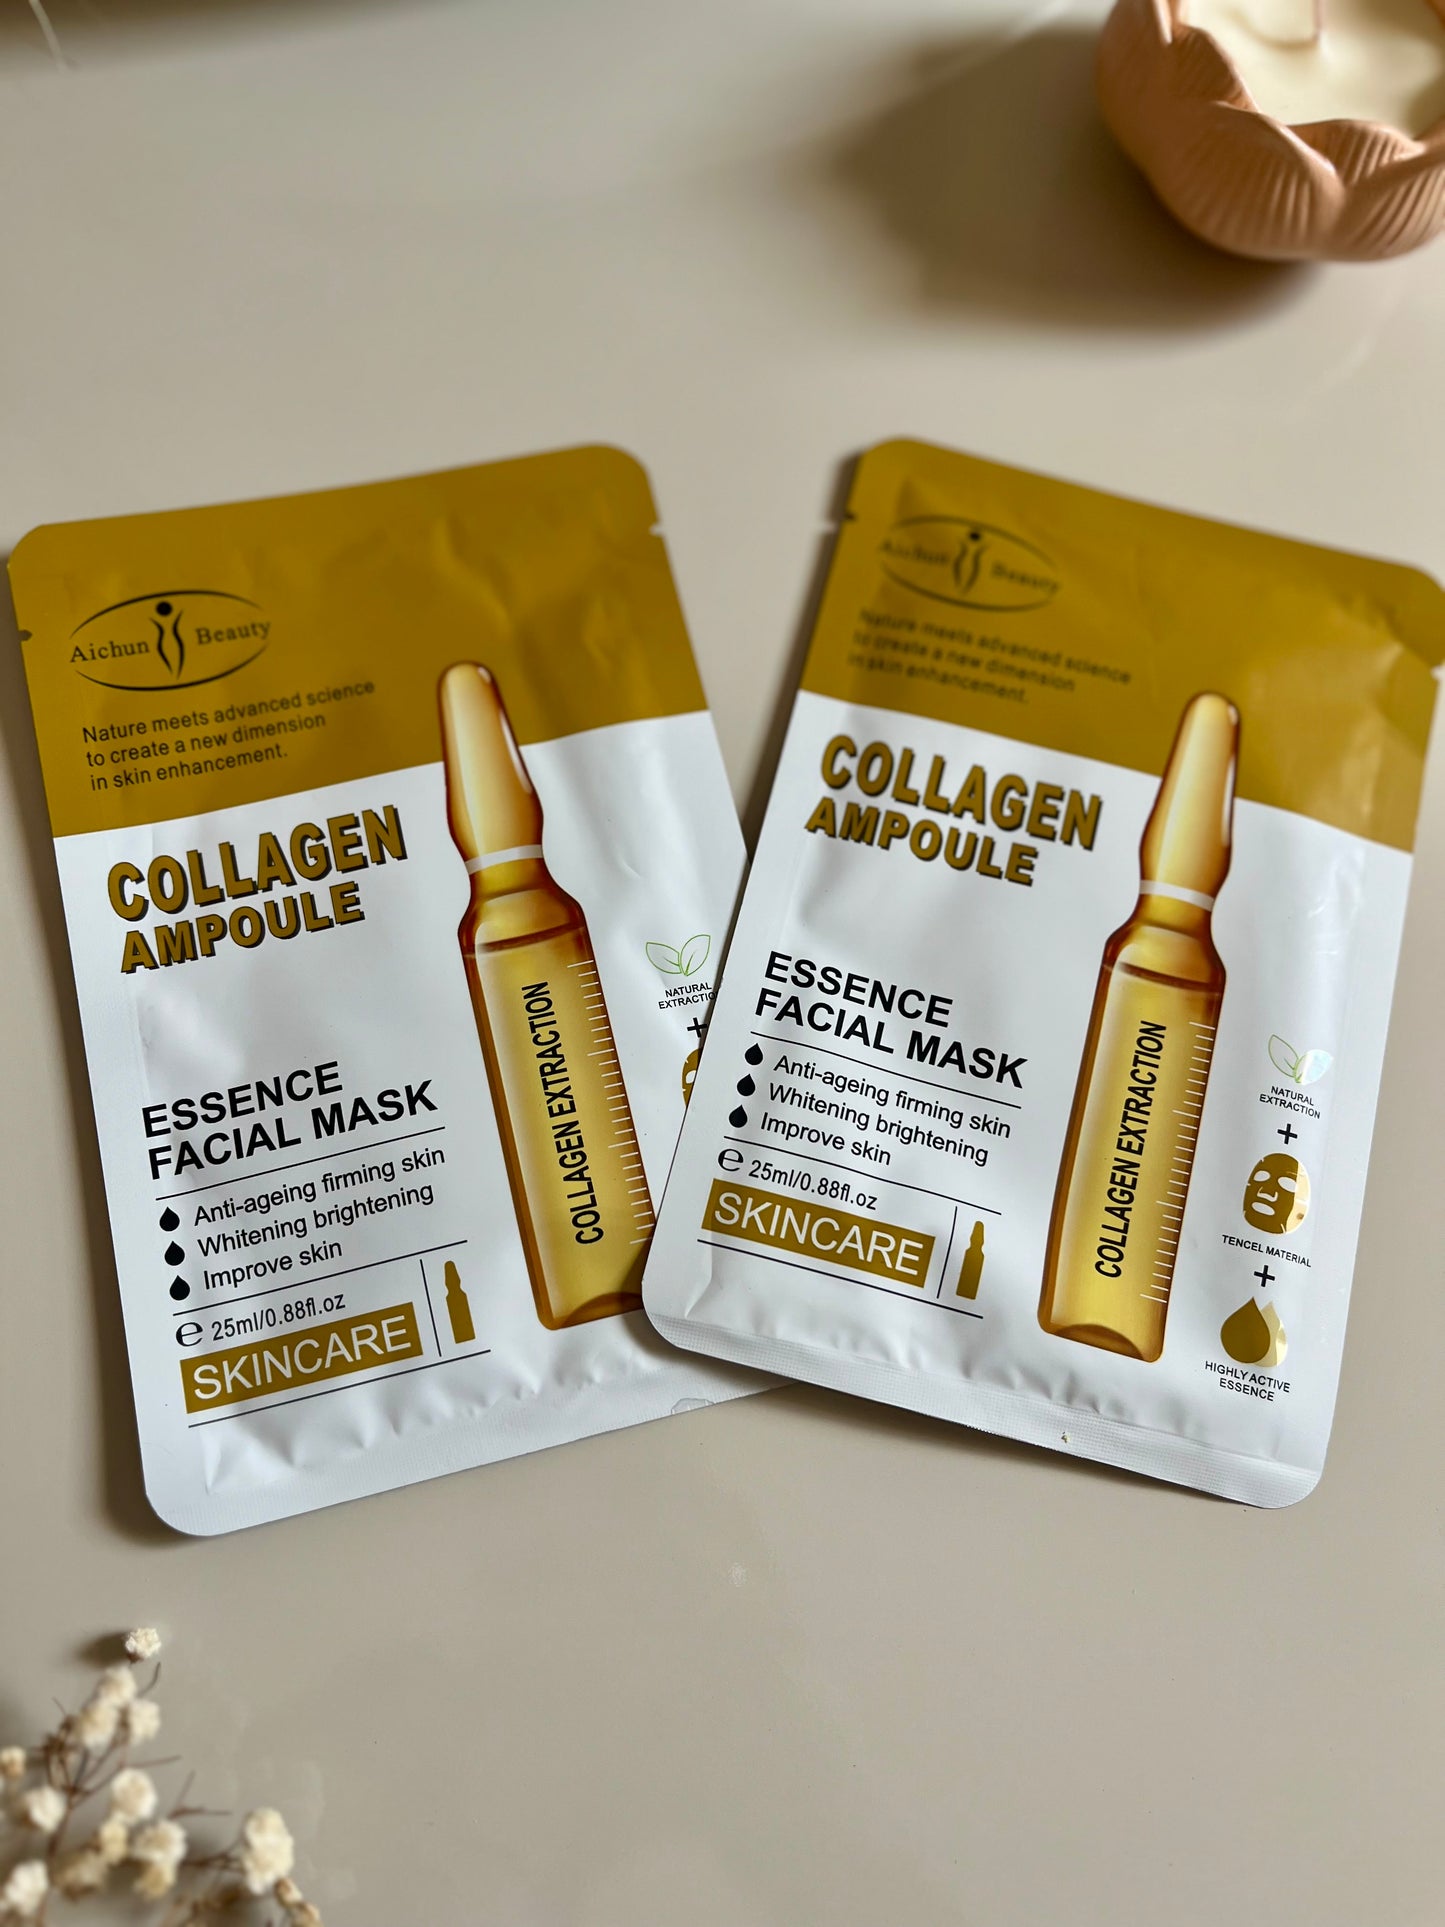 Aichun Beauty
Nature meets advanced science
to create a new dimension
in skin enhancement.
COLLAGEN
AMPOULE
ESSENCE
FACIAL MASK
Anti-ageing firming skin
Whitening brightening
Improve skin
℮ 25ml/0.88fl.oz
SKINCARE
COLLAGEN EXTRACTION
NATURAL
EXTRACTIO
+
Aichun Beauty
Nature meets advanced science
to create a new dimension
in skin enhancement.
COLLAGEN
AMPOULE
ESSENCE
FACIAL MASK
Anti-ageing firming skin
Whitening brightening
Improve skin
℮ 25ml/0.88fl.oz
SKINCARE
COLLAGEN EXTRACTION
NATURAL
EXTRACTION
+
TENCEL MATERIAL
+
HIGHLY ACTIVE
ESSENCE